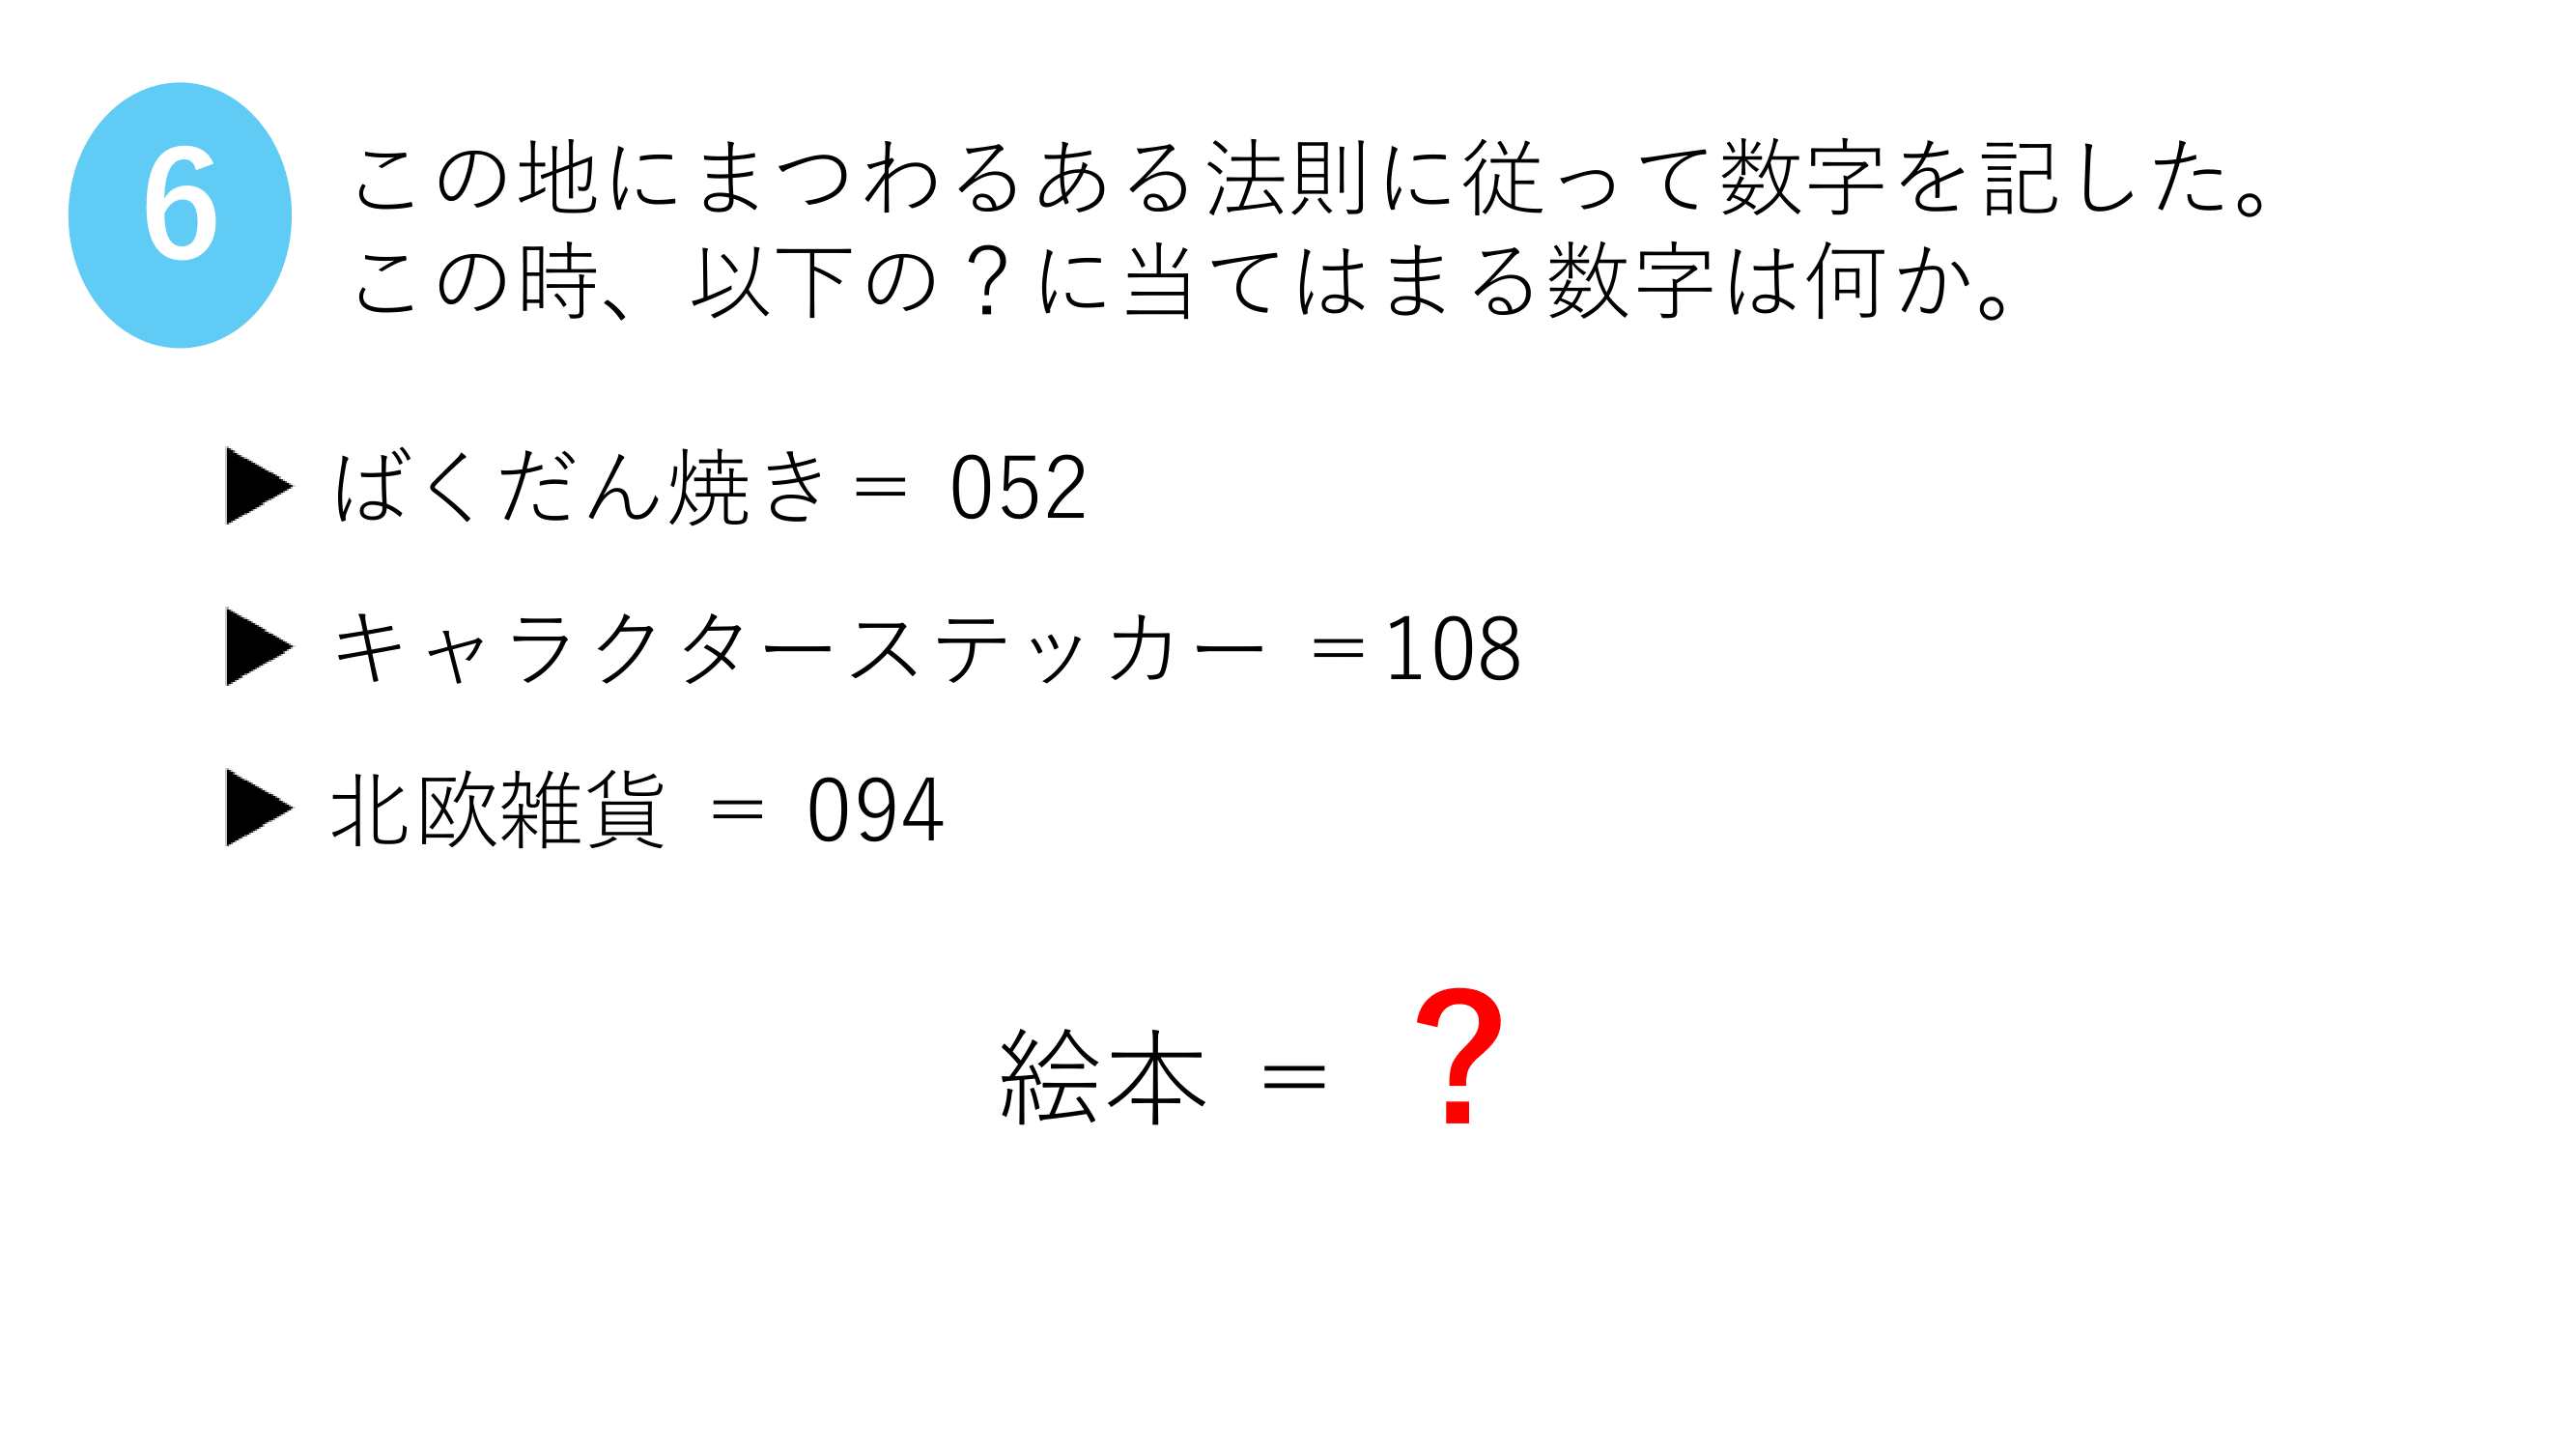 6
この地にまつわるある法則に従って数字を記した。
この時、以下の？に当てはまる数字は何か。
▶ ばくだん焼き＝ 052
▶ キャラクターステッカー ＝108
▶ 北欧雑貨 ＝ 094
絵本 ＝ ？